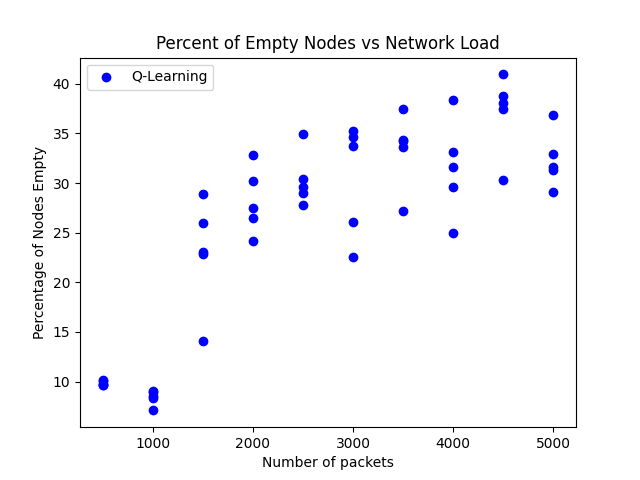 Percent of Empty Nodes vs Network Load
Q-Learning
40
35
30
25
20
15
10
Percentage of Nodes Empty
1000 2000 3000 4000 5000
Number of packets